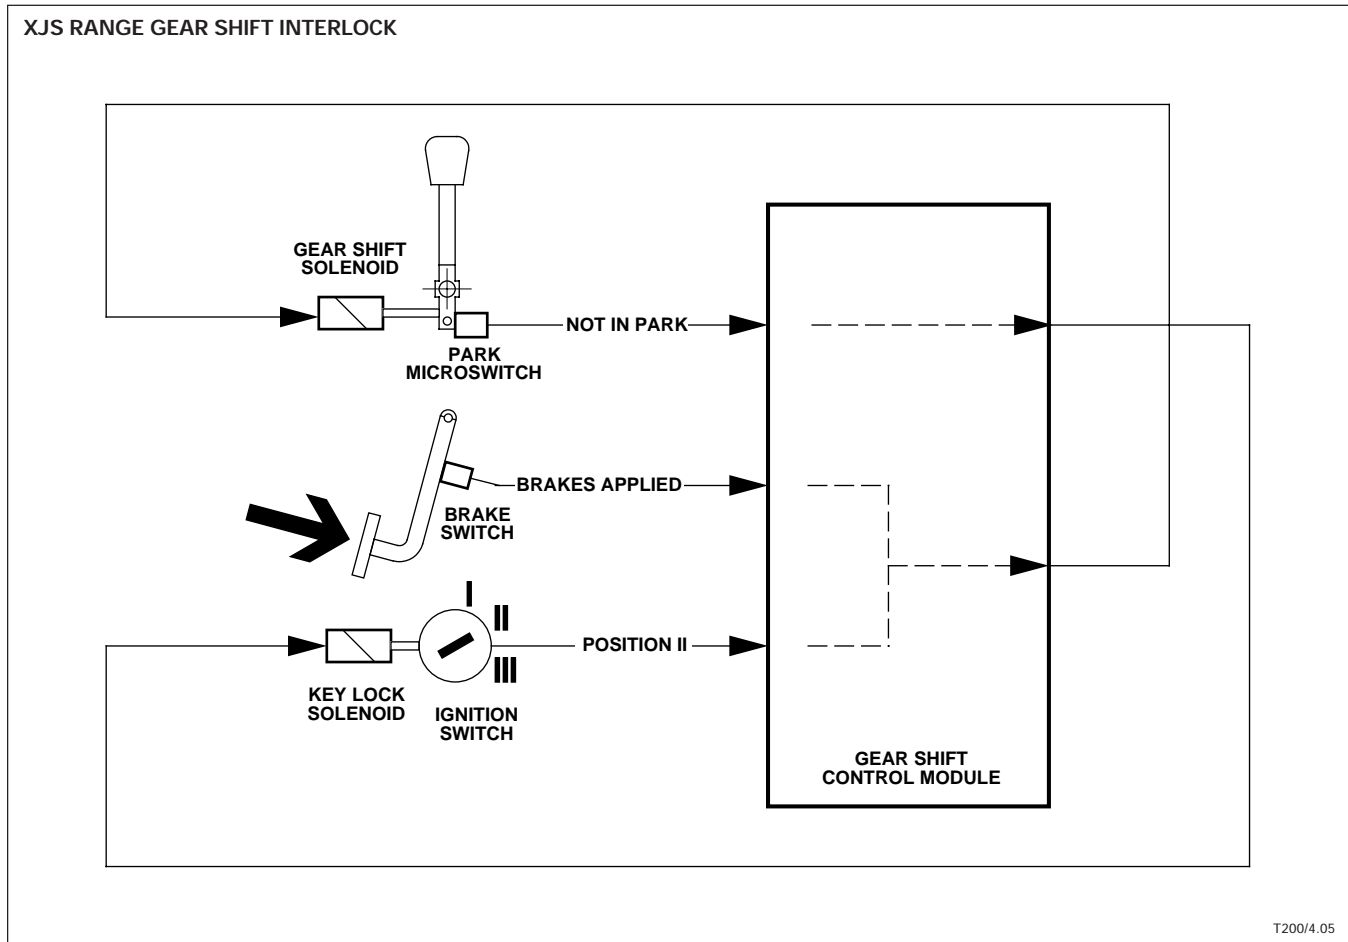 XJS RANGE GEAR SHIFT INTERLOCK
GEAR SHIFT
SOLENOID
NOT IN PARK
PARK
MICROSWITCH
BRAKES APPLIED
BRAKE
SWITCH
I
II
POSITION II
III
KEY LOCK
SOLENOID
IGNITION
SWITCH
GEAR SHIFT
CONTROL MODULE
T200/4.05